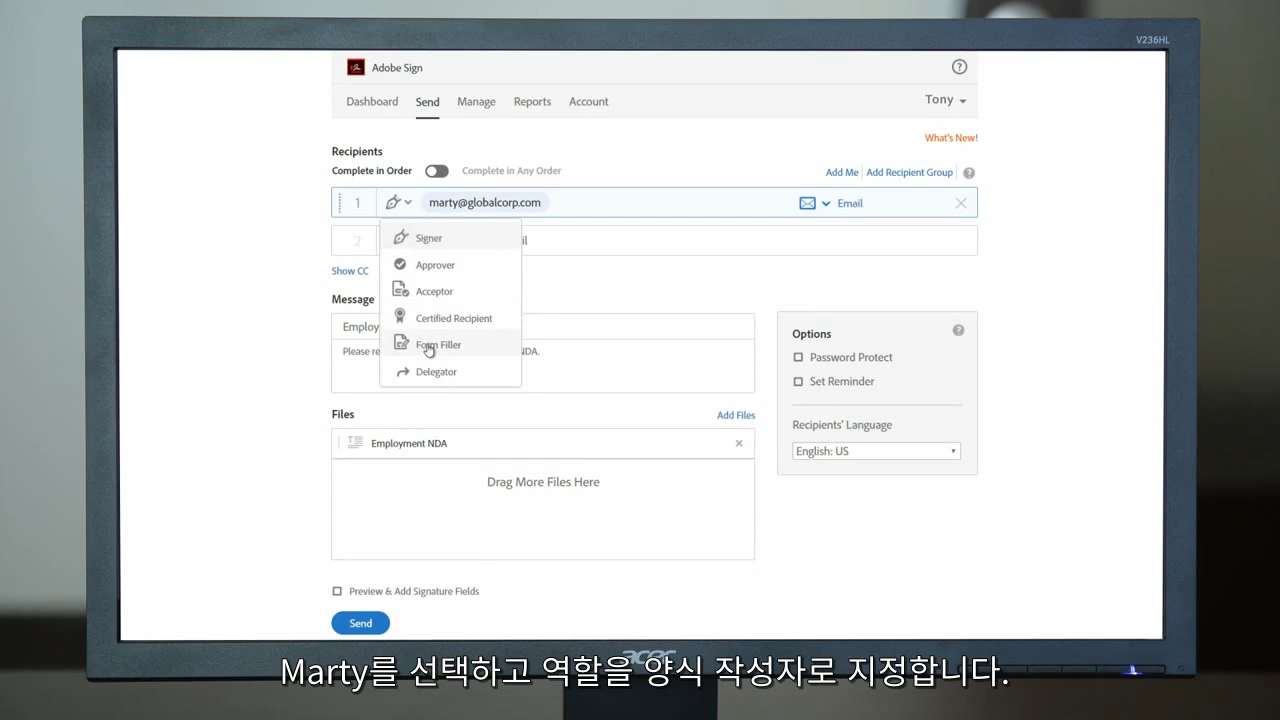 V236HL
Adobe Sign
Dashboard Send Manage Reports Account
Tony
What's New!
Recipients
Complete in Order Complete in Any Order
Add Me Add Recipient Group
1 marty@globalcorp.com Email
2 il
Signer
Approver
Acceptor
Certified Recipient
Form Filler
Delegator
Show CC
Message
Employ
Please re NDA.
Options
Password Protect
Set Reminder
Recipients' Language
English: US
Files Add Files
Employment NDA
Drag More Files Here
Preview & Add Signature Fields
Send
acer
Marty를 선택하고 역할을 양식 작성자로 지정합니다.